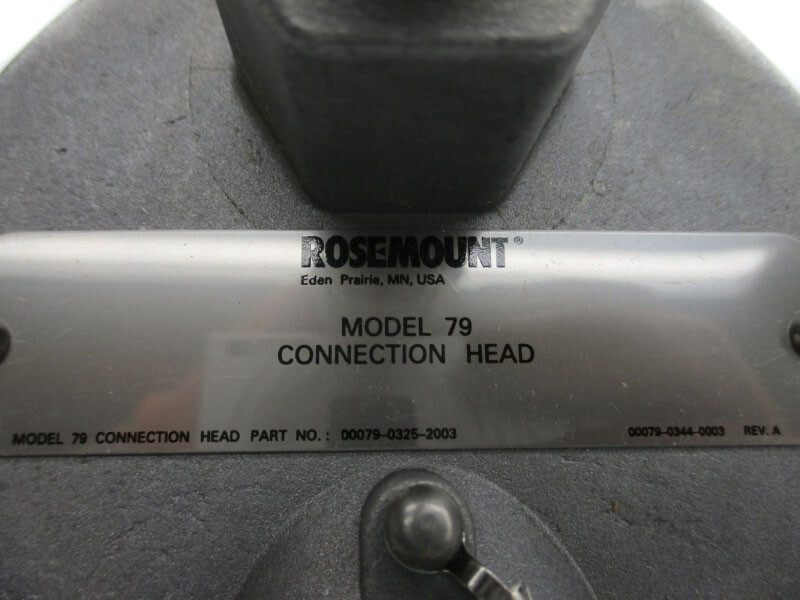 ROSEMOUNT®
Eden Prairie, MN, USA
MODEL 79
CONNECTION HEAD
MODEL 79 CONNECTION HEAD PART NO.: 00079-0325-2003 00079-0344-0003 REV. A